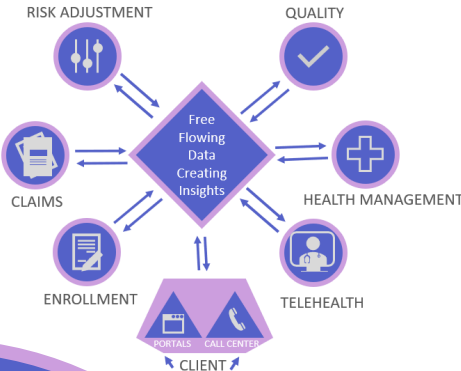 RISK ADJUSTMENT
QUALITY
Free
Flowing
Data
Creating
Insights
CLAIMS
HEALTH MANAGEMENT
ENROLLMENT
TELEHEALTH
PORTALS
CALL CENTER
CLIENT